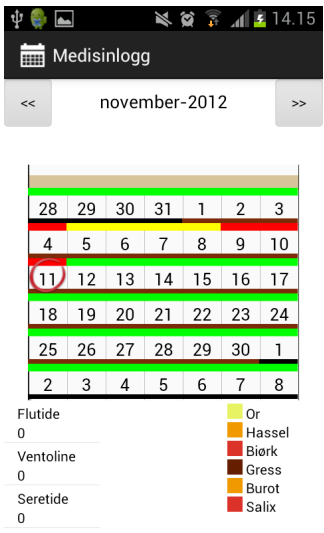 14.15
Medisinlogg
<< november-2012 >>
28 29 30 31 1 2 3
4 5 6 7 8 9 10
11 12 13 14 15 16 17
18 19 20 21 22 23 24
25 26 27 28 29 30 1
2 3 4 5 6 7 8
Flutide
0
Ventoline
0
Seretide
0
Or
Hassel
Biørk
Gress
Burot
Salix